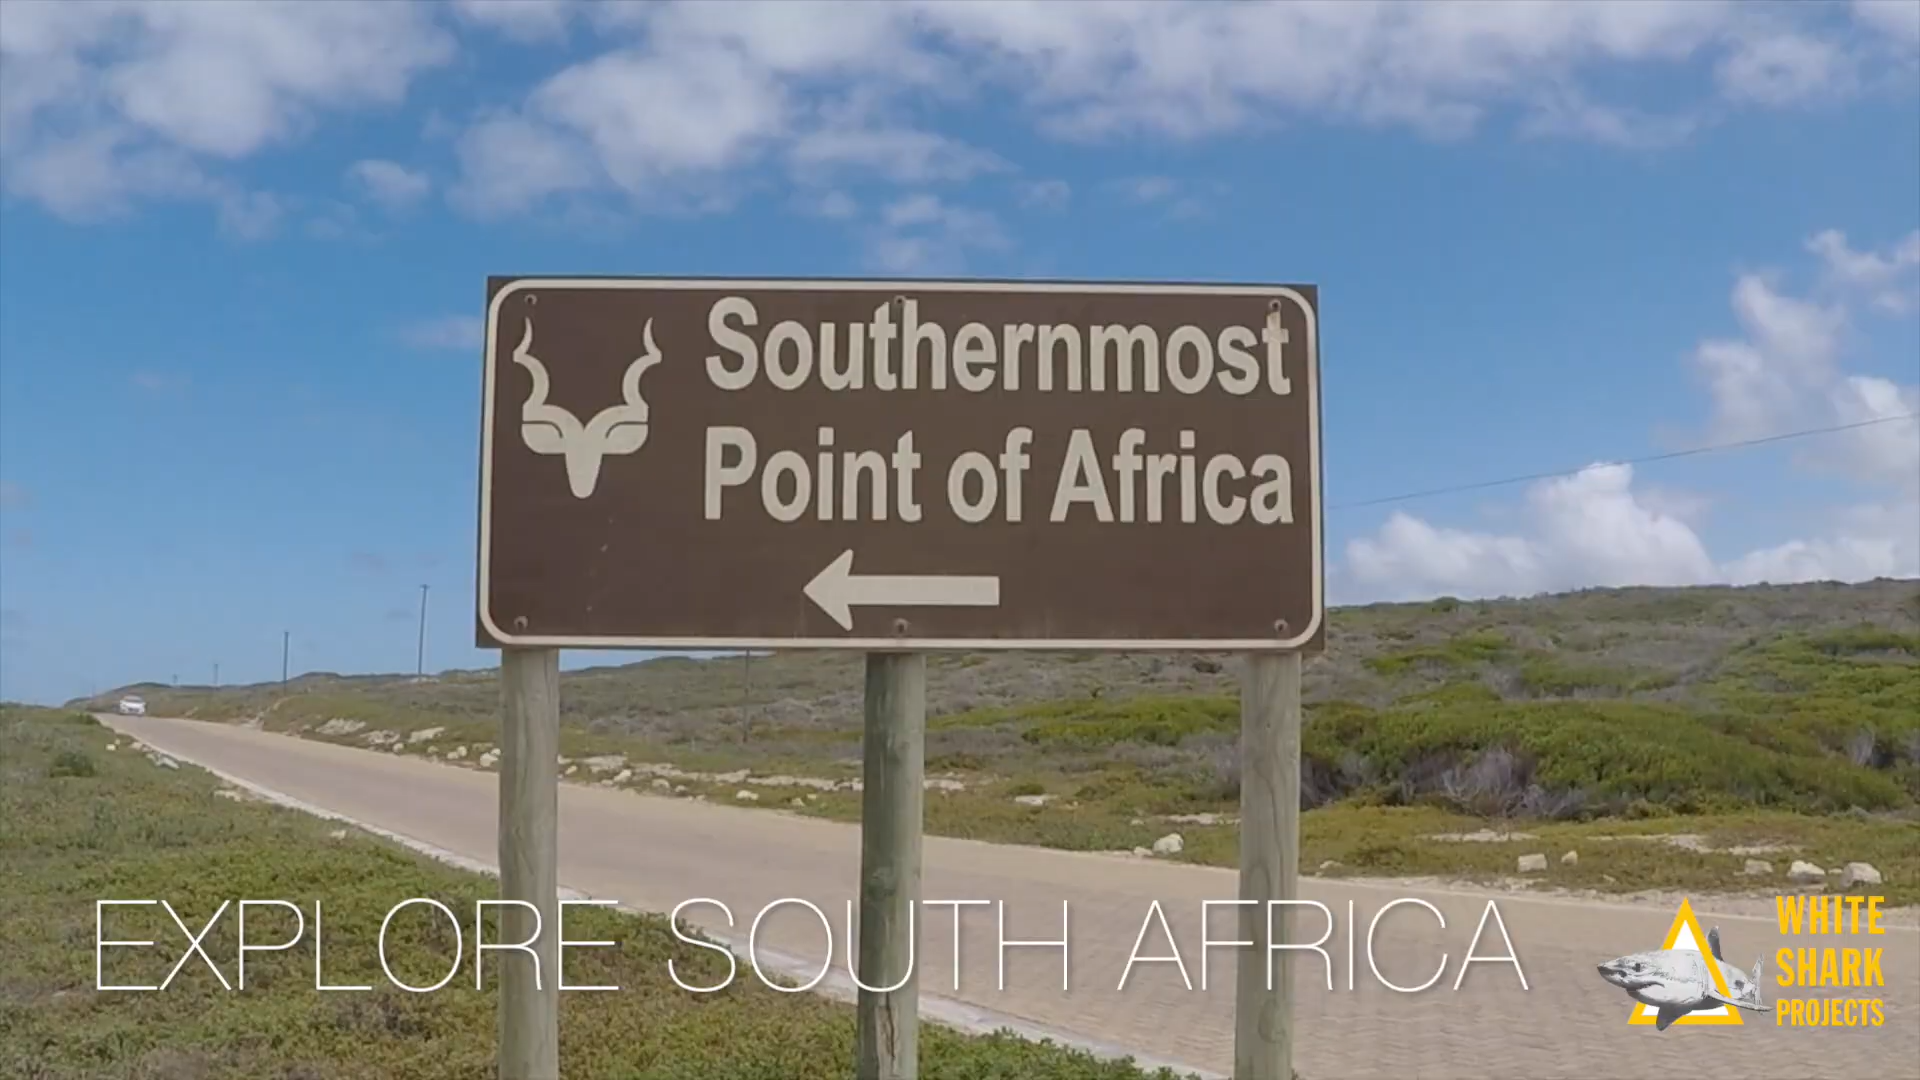 Southernmost
Point of Africa
EXPLORE SOUTH AFRICA
WHITE
SHARK
PROJECTS